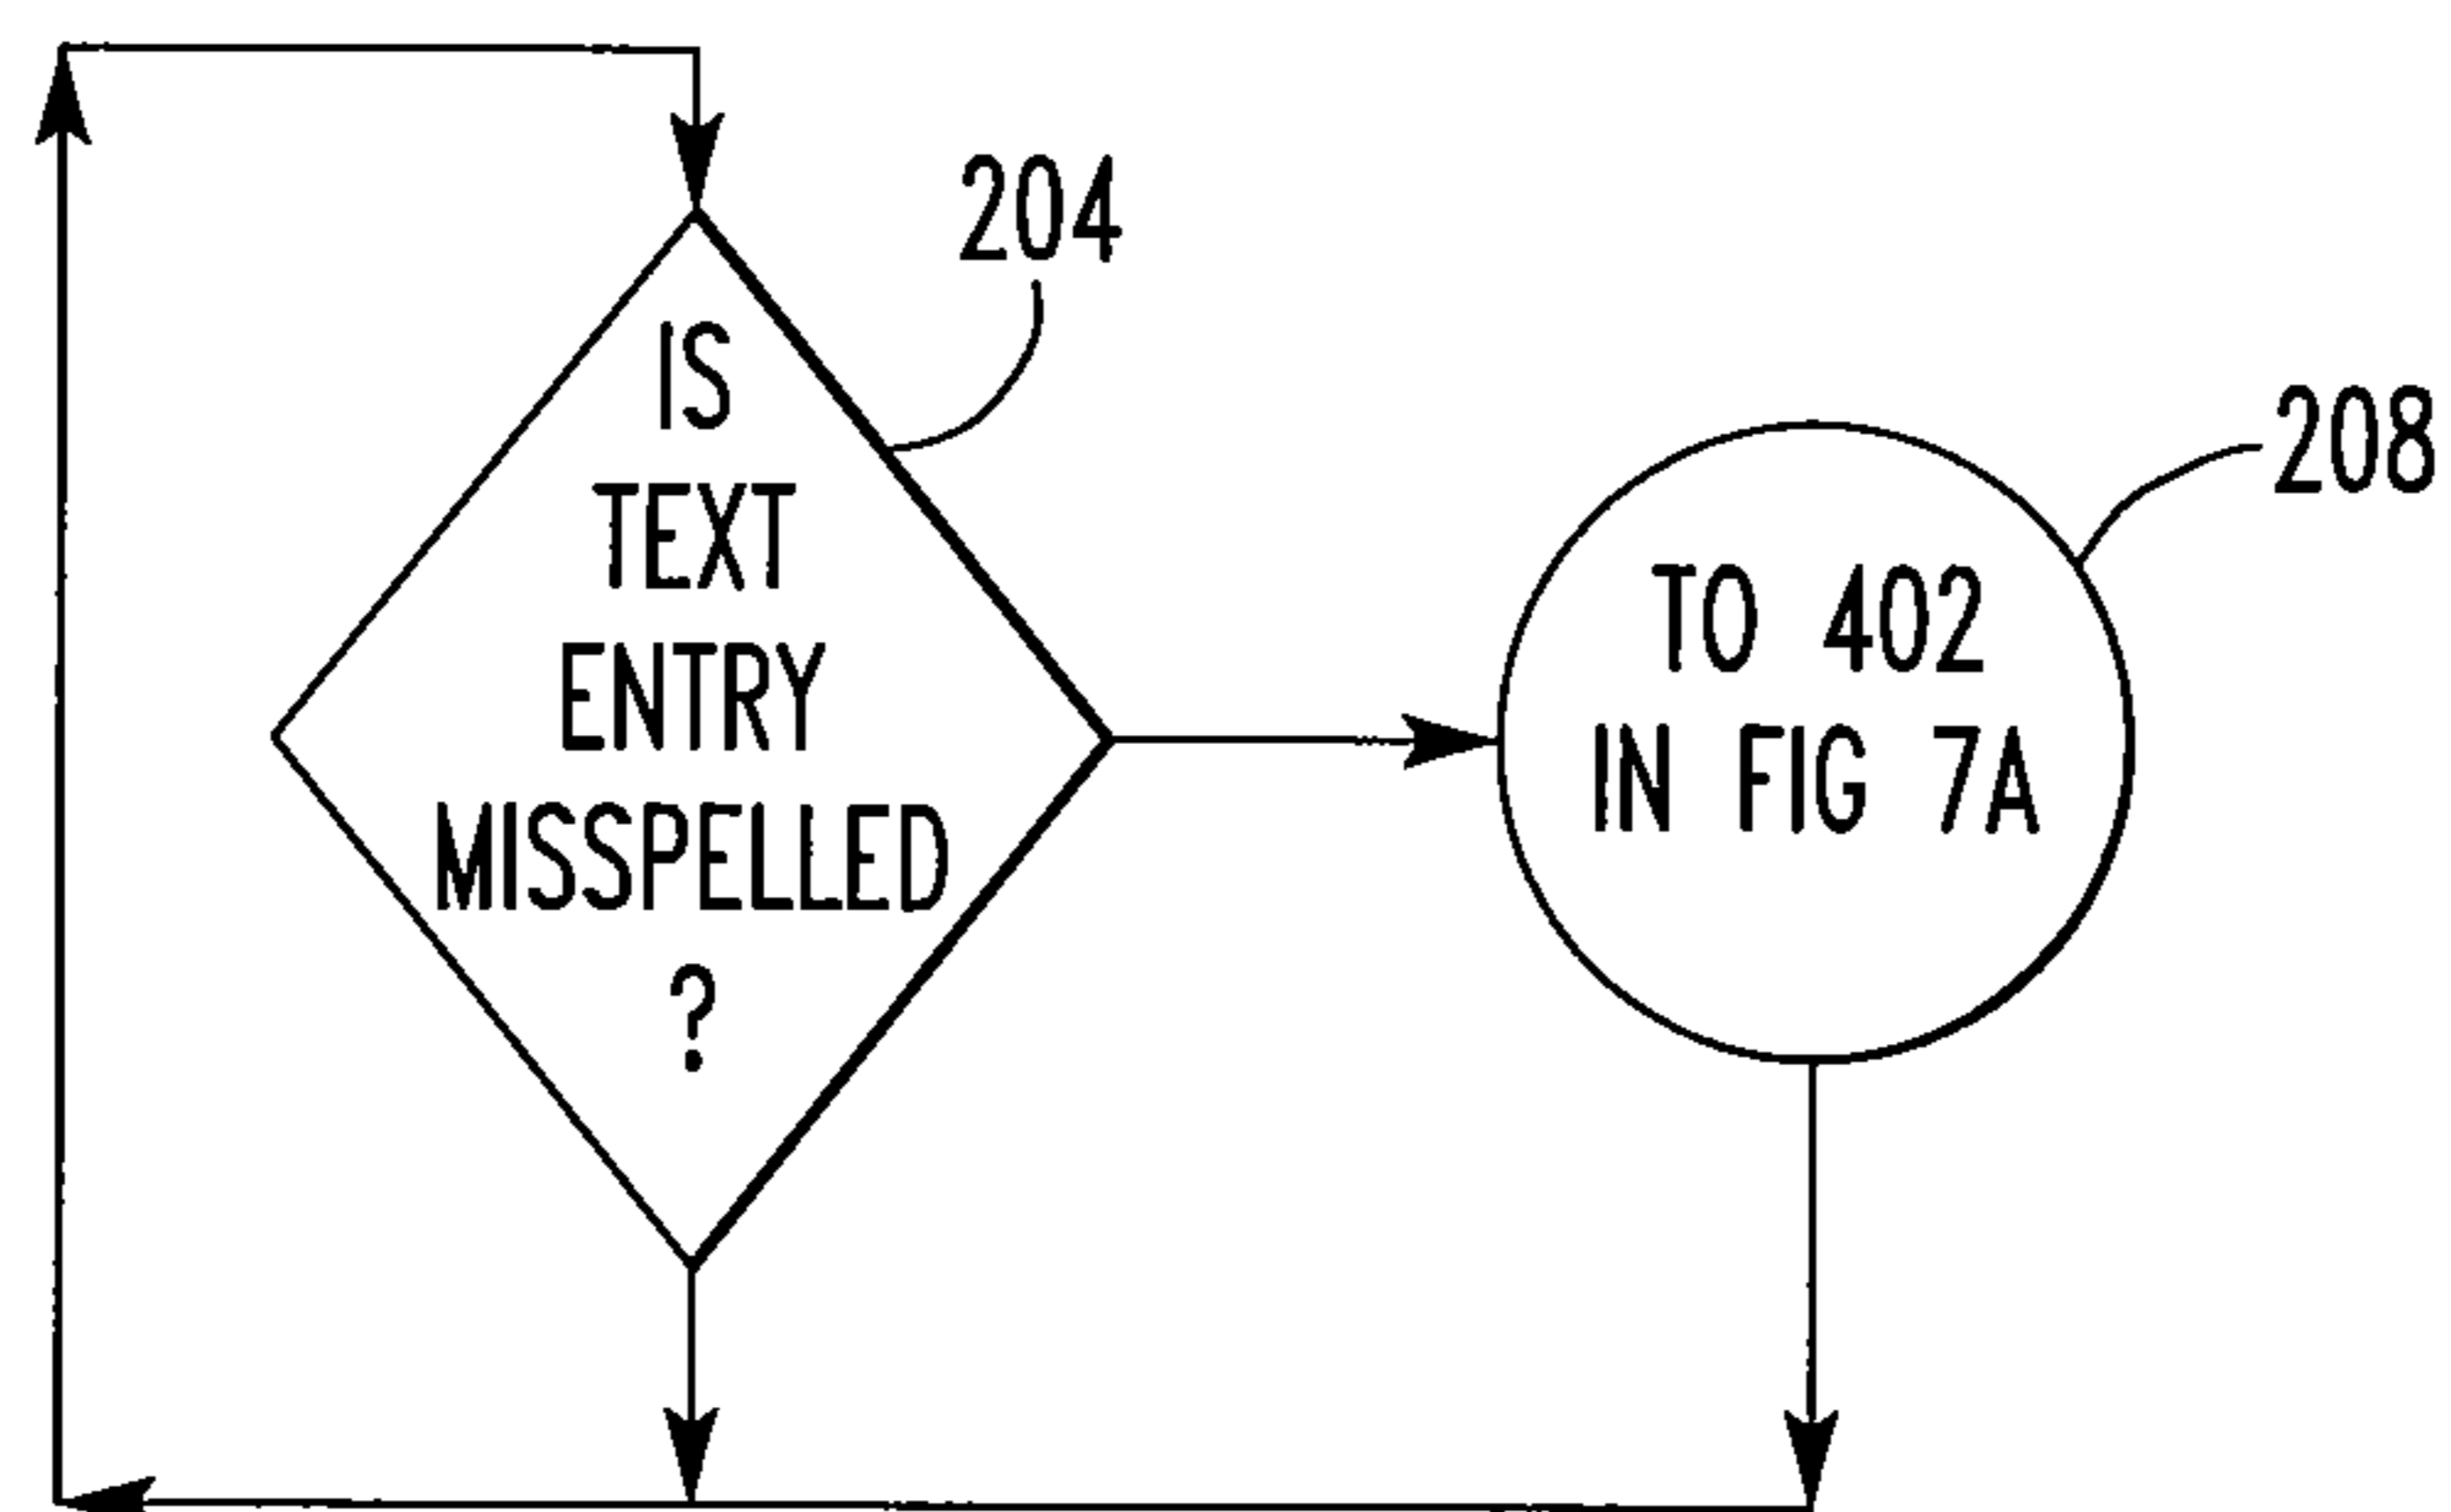 204
IS
TEXT
ENTRY
MISSPELLED
?
208
TO 402
IN FIG 7A